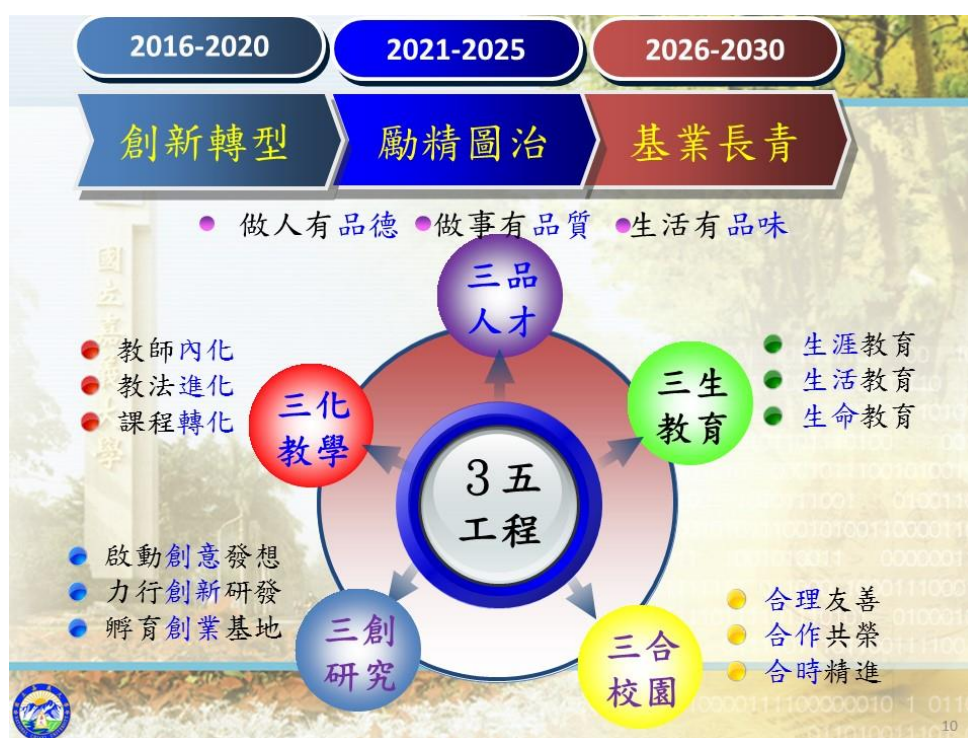 2016-2020
2021-2025
2026-2030
創新轉型
勵精圖治
基業長青
做人有品德
做事有品質
生活有品味
三品
人才
三化
教學
教師內化
教法進化
課程轉化
三生
教育
生涯教育
生活教育
生命教育
3五
工程
三創
研究
啟動創意發想
力行創新研發
孵育創業基地
三合
校園
合理友善
合作共榮
合時精進
10